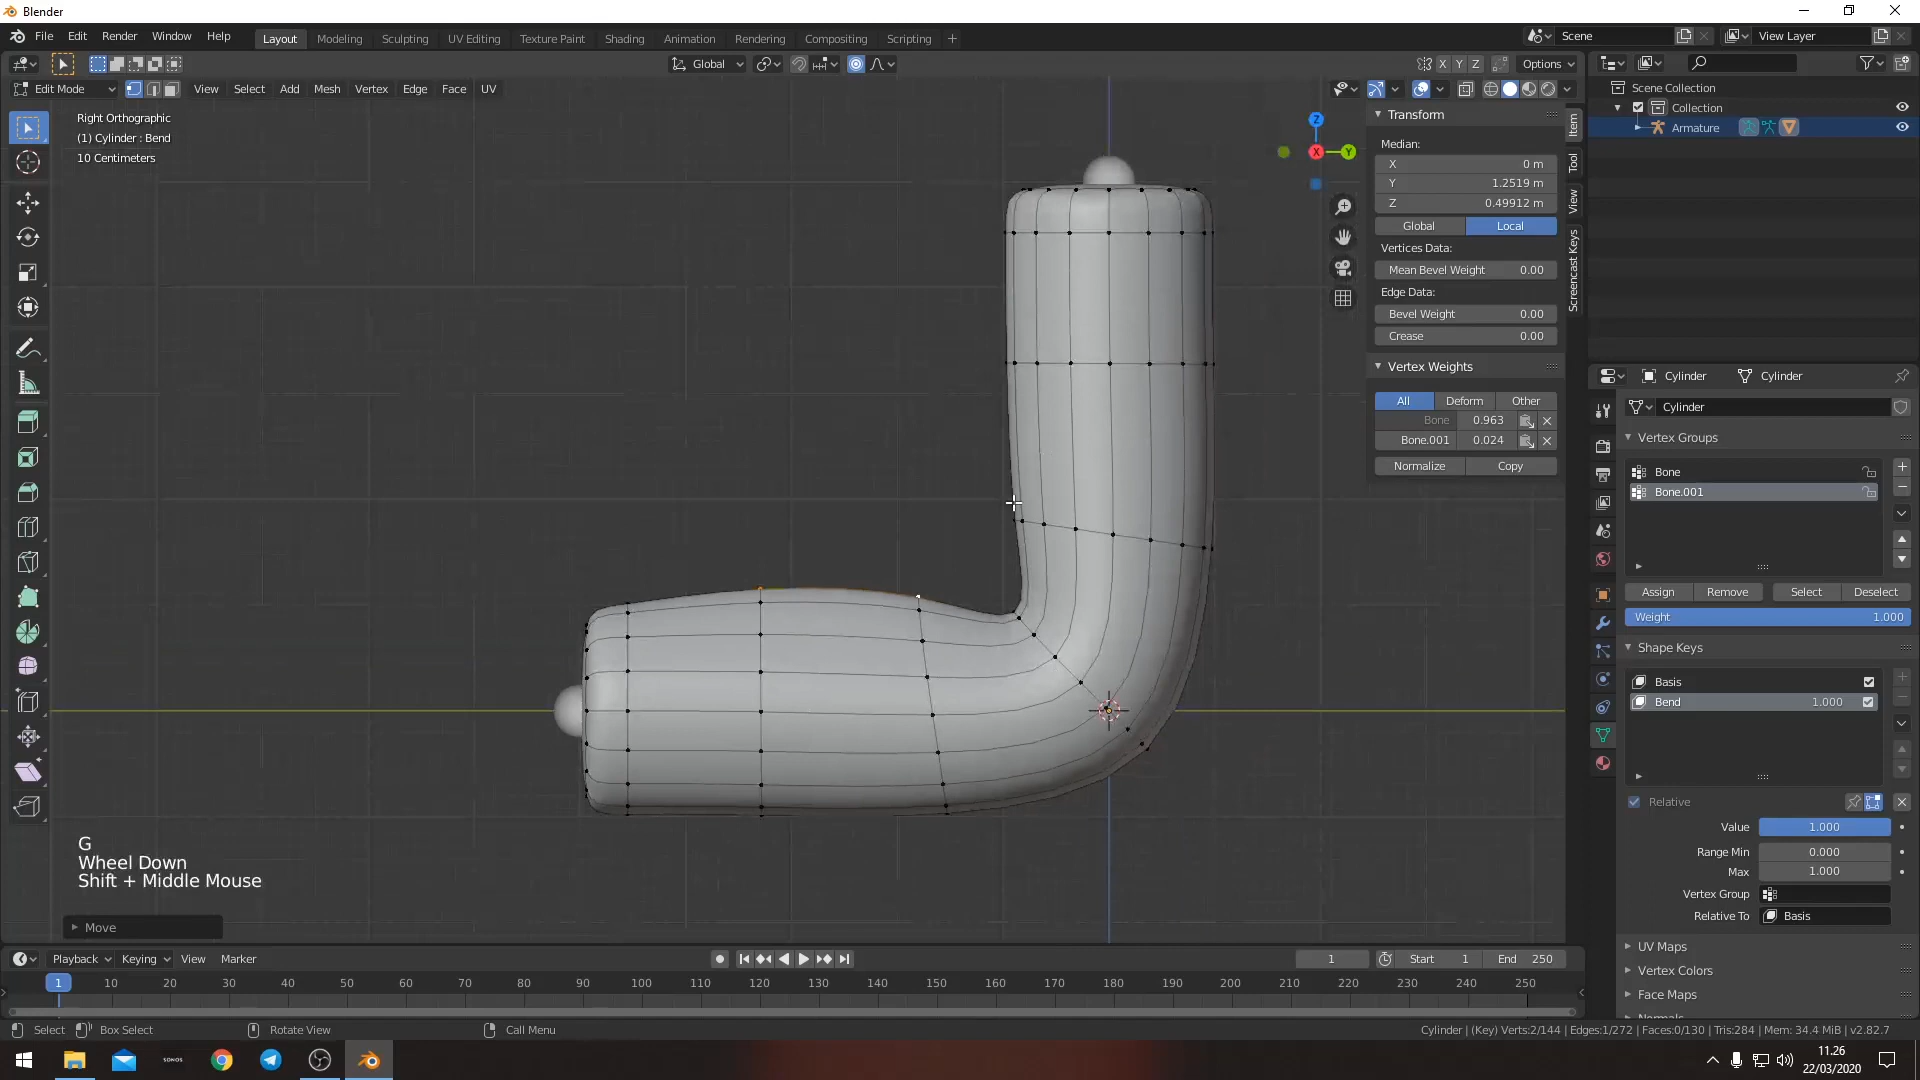 Blender
File Edit Render Window Help
Layout Modeling Sculpting UV Editing Texture Paint Shading Animation Rendering Compositing Scripting +
Scene
View Layer
Global
X Y Z
Options
Edit Mode View Select Add Mesh Vertex Edge Face UV
Right Orthographic
(1) Cylinder : Bend
10 Centimeters
Z
X
Y
Item
Tool
View
Screencast Keys
Transform
Median:
X 0 m
Y 1.2519 m
Z 0.49912 m
Global Local
Vertices Data:
Mean Bevel Weight 0.00
Edge Data:
Bevel Weight 0.00
Crease 0.00
Vertex Weights
All Deform Other
Bone 0.963
Bone.001 0.024
Normalize Copy
Scene Collection
Collection
Armature
Cylinder Cylinder
Cylinder
Vertex Groups
Bone
Bone.001
Assign Remove Select Deselect
Weight 1.000
Shape Keys
Basis
Bend 1.000
Relative
Value 1.000
Range Min 0.000
Max 1.000
Vertex Group
Relative To Basis
UV Maps
Vertex Colors
Face Maps
Normals
G
Wheel Down
Shift + Middle Mouse
Move
Playback Keying View Marker
1 Start 1 End 250
1 10 20 30 40 50 60 70 80 90 100 110 120 130 140 150 160 170 180 190 200 210 220 230 240 250
Select Box Select Rotate View Call Menu
Cylinder | (Key) Verts:2/144 | Edges:1/272 | Faces:0/130 | Tris:284 | Mem: 34.4 MiB | v2.82.7
SONOS
11.26
22/03/2020